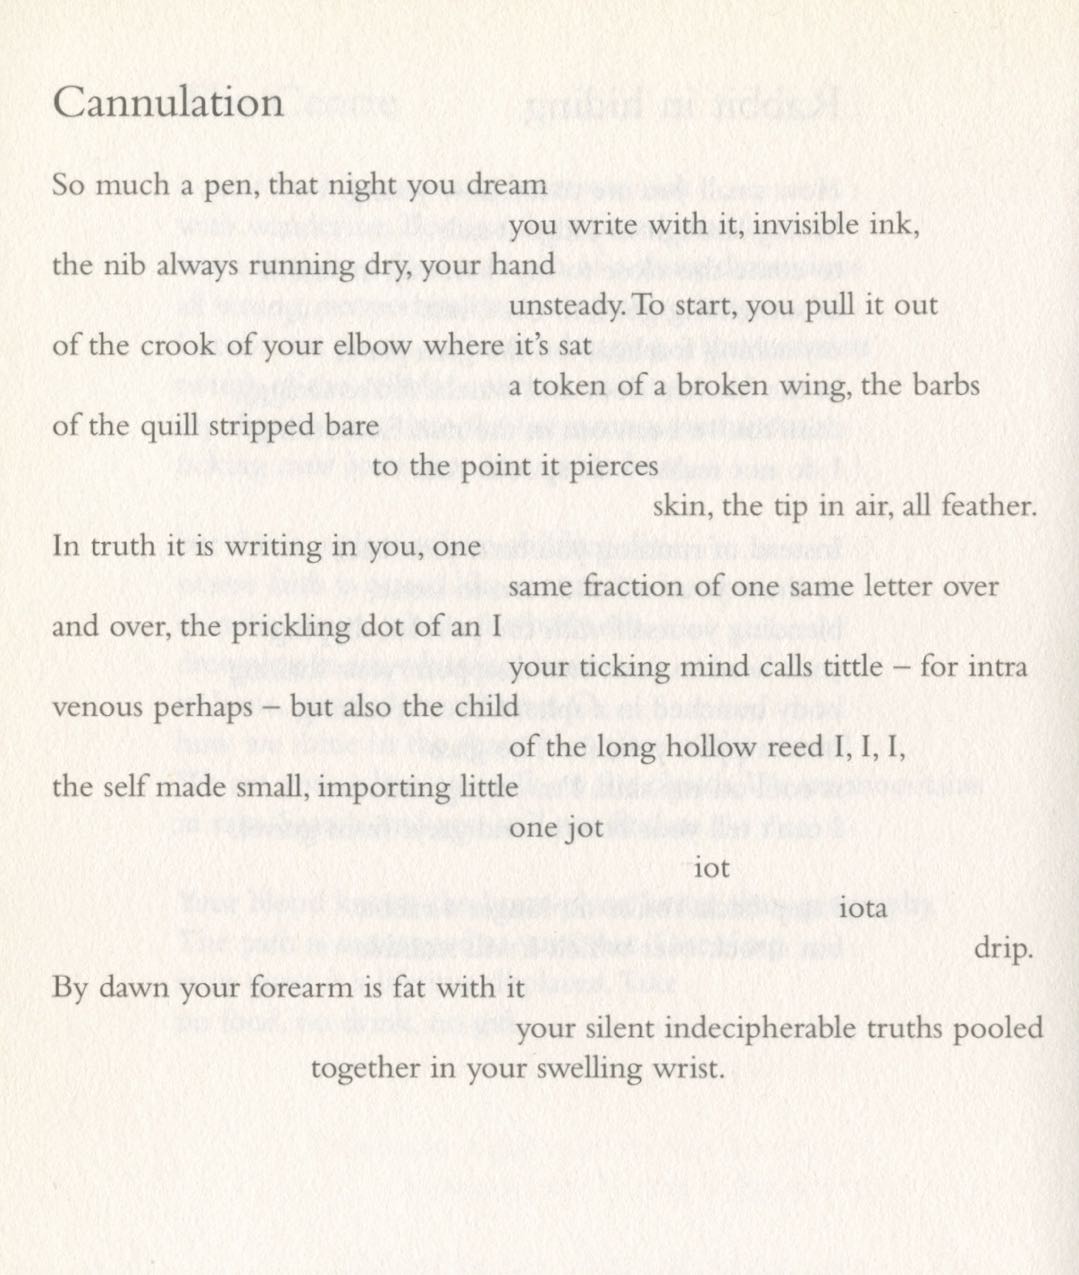 Cannulation
So much a pen, that night you dream
you write with it, invisible ink,
the nib always running dry, your hand
unsteady. To start, you pull it out
of the crook of your elbow where it’s sat
a token of a broken wing, the barbs
of the quill stripped bare
to the point it pierces
skin, the tip in air, all feather.
In truth it is writing in you, one
same fraction of one same letter over
and over, the prickling dot of an I
your ticking mind calls tittle – for intra
venous perhaps – but also the child
of the long hollow reed I, I, I,
the self made small, importing little
one jot
iot
iota
drip.
By dawn your forearm is fat with it
your silent indecipherable truths pooled
together in your swelling wrist.